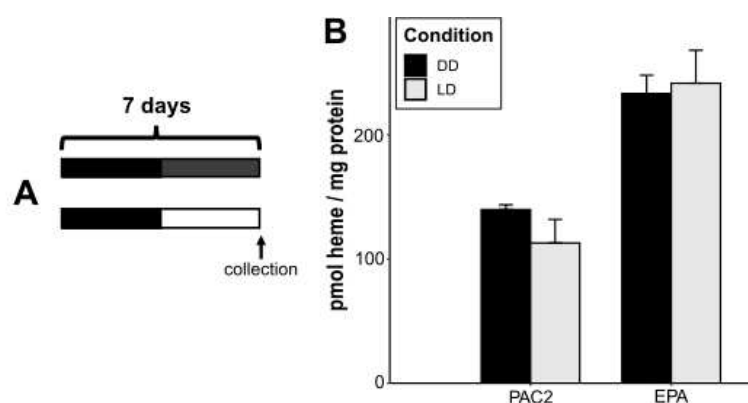 A
7 days
collection
B
Condition
DD
LD
pmol heme / mg protein
200
100
0
PAC2
EPA